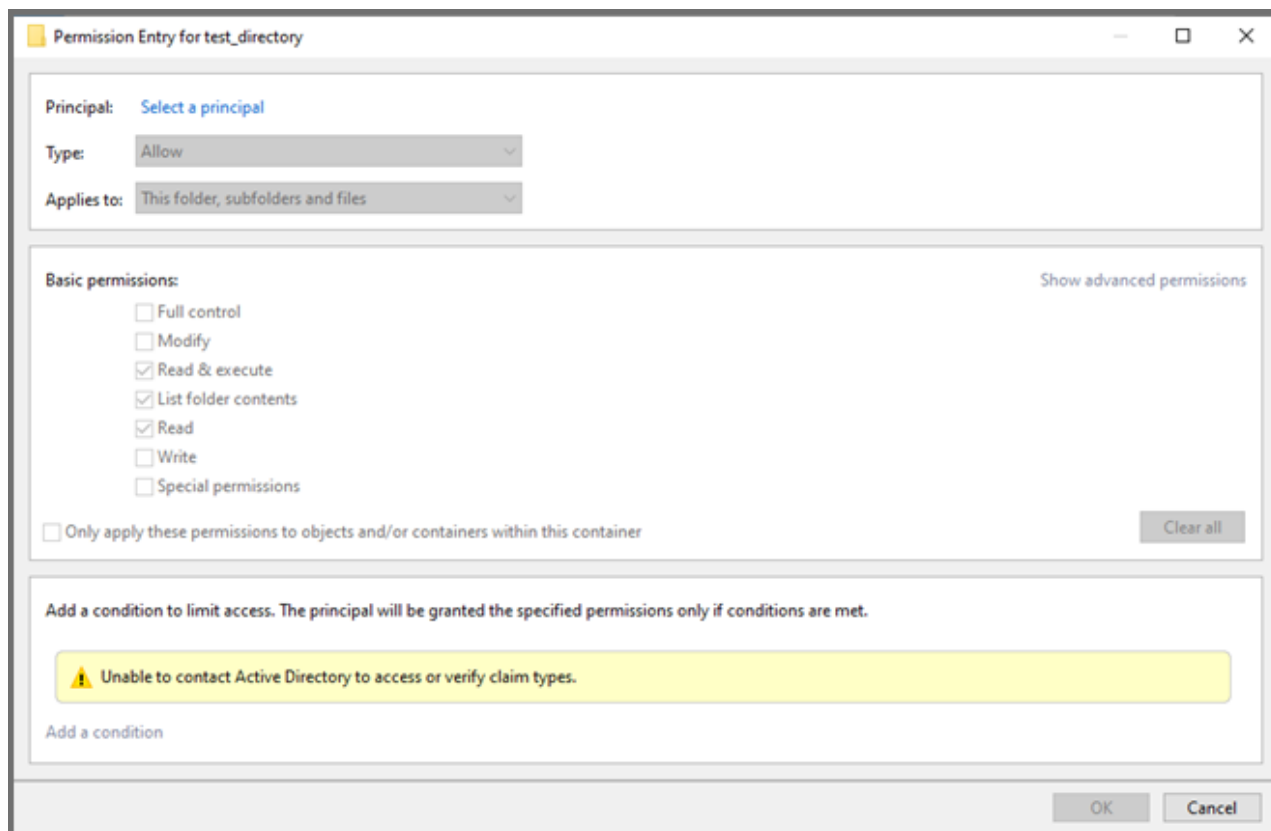 Permission Entry for test_directory
Principal: Select a principal
Type: Allow
Applies to: This folder, subfolders and files
Basic permissions: Show advanced permissions
Full control
Modify
Read & execute
List folder contents
Read
Write
Special permissions
Only apply these permissions to objects and/or containers within this container Clear all
Add a condition to limit access. The principal will be granted the specified permissions only if conditions are met.
Unable to contact Active Directory to access or verify claim types.
Add a condition
OK Cancel